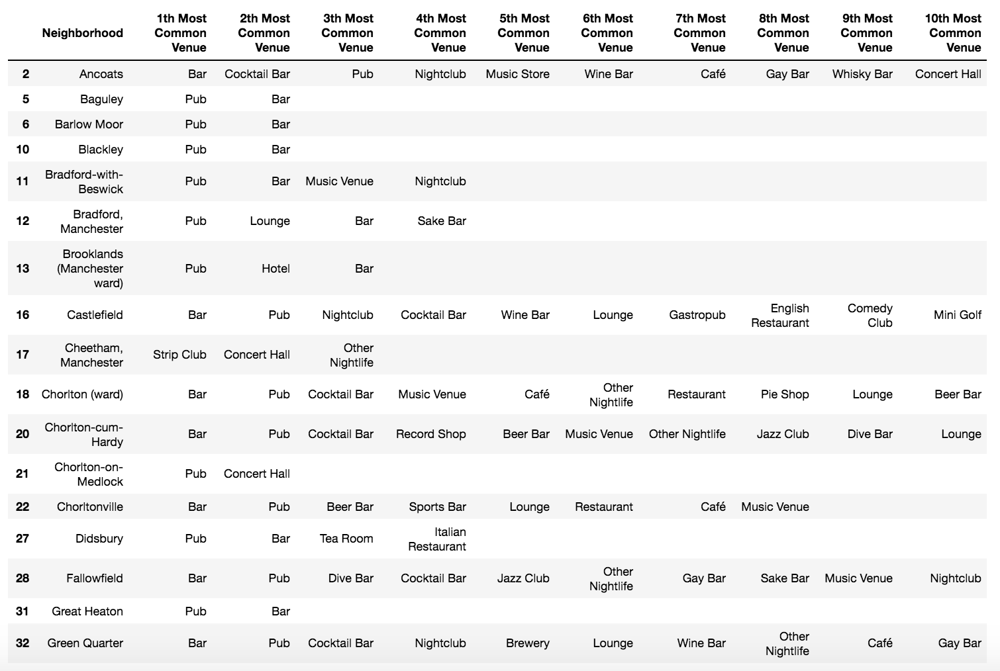 Neighborhood 1th Most Common Venue 2th Most Common Venue 3th Most Common Venue 4th Most Common Venue 5th Most Common Venue 6th Most Common Venue 7th Most Common Venue 8th Most Common Venue 9th Most Common Venue 10th Most Common Venue
2 Ancoats Bar Cocktail Bar Pub Nightclub Music Store Wine Bar Café Gay Bar Whisky Bar Concert Hall
5 Baguley Pub Bar
6 Barlow Moor Pub Bar
10 Blackley Pub Bar
11 Bradford-with-Beswick Pub Bar Music Venue Nightclub
12 Bradford, Manchester Pub Lounge Bar Sake Bar
13 Brooklands (Manchester ward) Pub Hotel Bar
16 Castlefield Bar Pub Nightclub Cocktail Bar Wine Bar Lounge Gastropub English Restaurant Comedy Club Mini Golf
17 Cheetham, Manchester Strip Club Concert Hall Other Nightlife
18 Chorlton (ward) Bar Pub Cocktail Bar Music Venue Café Other Nightlife Restaurant Pie Shop Lounge Beer Bar
20 Chorlton-cum-Hardy Bar Pub Cocktail Bar Record Shop Beer Bar Music Venue Other Nightlife Jazz Club Dive Bar Lounge
21 Chorlton-on-Medlock Pub Concert Hall
22 Chorltonville Bar Pub Beer Bar Sports Bar Lounge Restaurant Café Music Venue
27 Didsbury Pub Bar Tea Room Italian Restaurant
28 Fallowfield Bar Pub Dive Bar Cocktail Bar Jazz Club Other Nightlife Gay Bar Sake Bar Music Venue Nightclub
31 Great Heaton Pub Bar
32 Green Quarter Bar Pub Cocktail Bar Nightclub Brewery Lounge Wine Bar Other Nightlife Café Gay Bar